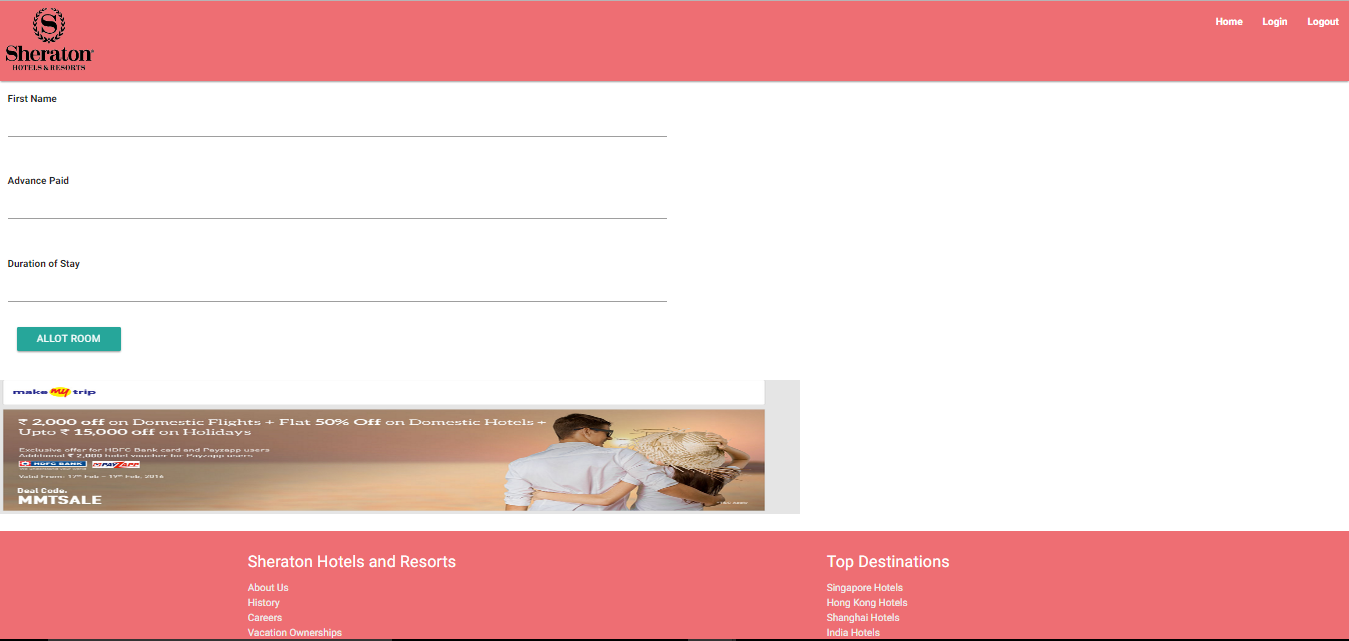 S
Sheraton
HOTELS & RESORTS
Home Login Logout
First Name
Advance Paid
Duration of Stay
ALLOT ROOM
make my trip
₹ 2,000 off on Domestic Flights + Flat 50% Off on Domestic Hotels +
Upto ₹ 15,000 off on Holidays
Exclusive offer for HDFC Bank card and Payzapp users
Additional ₹ 2,000 hotel voucher for Payzapp users
HDFC BANK PAYZAPP
Valid From: 17th Feb - 19th Feb, 2016
Deal Code:
MMTSALE
Sheraton Hotels and Resorts
About Us
History
Careers
Vacation Ownerships
Top Destinations
Singapore Hotels
Hong Kong Hotels
Shanghai Hotels
India Hotels